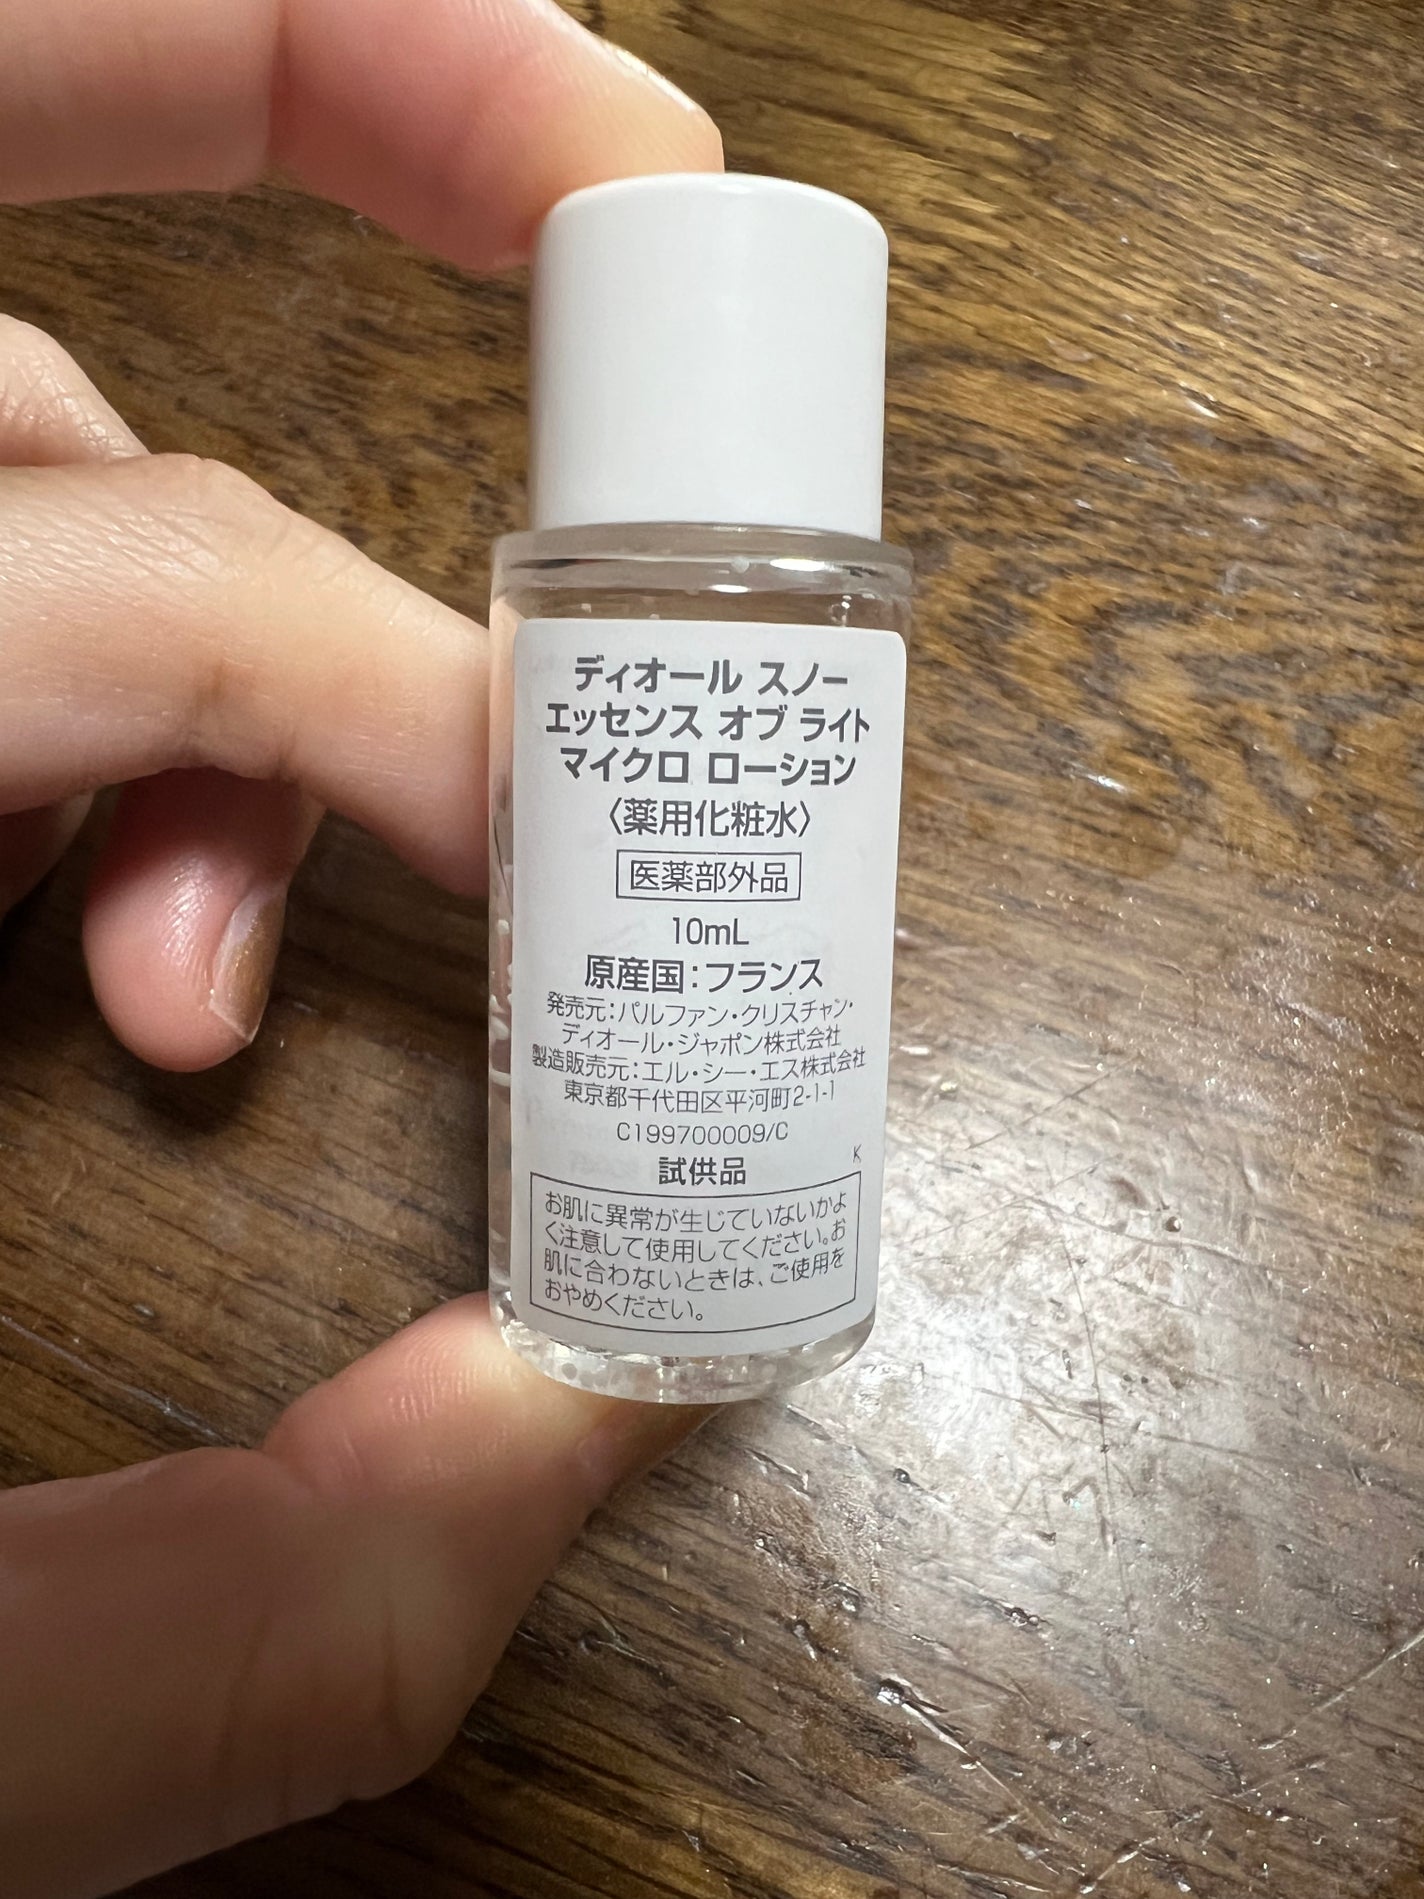 ディオール スノー
エッセンス オブ ライト
マイクロ ローション
〈薬用化粧水〉
医薬部外品
10mL
原産国：フランス
発売元：パルファン・クリスチャン・
ディオール・ジャポン株式会社
製造販売元：エル・シー・エス株式会社
東京都千代田区平河町2-1-1
C199700009/C
K
試供品
お肌に異常が生じていないかよ
く注意して使用してください。お
肌に合わないときは、ご使用を
おやめください。